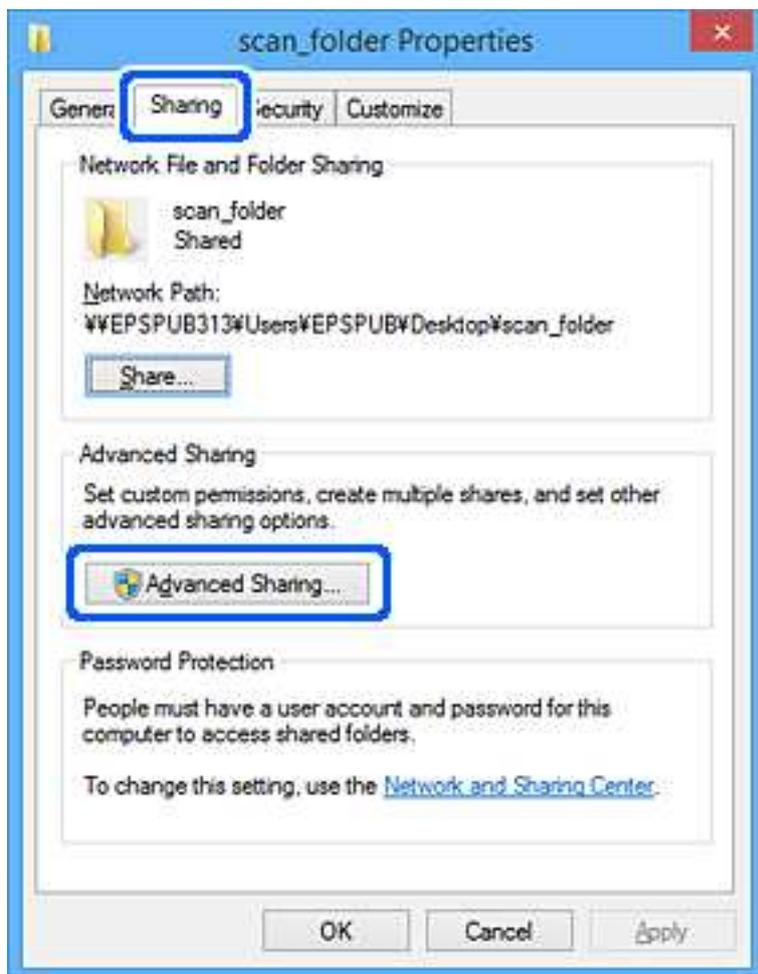 scan_folder Properties
General Sharing Security Customize
Network File and Folder Sharing
scan_folder
Shared
Network Path:
¥¥EPSPUB313¥Users¥EPSPUB¥Desktop¥scan_folder
Share...
Advanced Sharing
Set custom permissions, create multiple shares, and set other
advanced sharing options.
Advanced Sharing...
Password Protection
People must have a user account and password for this
computer to access shared folders.
To change this setting, use the Network and Sharing Center.
OK Cancel Apply